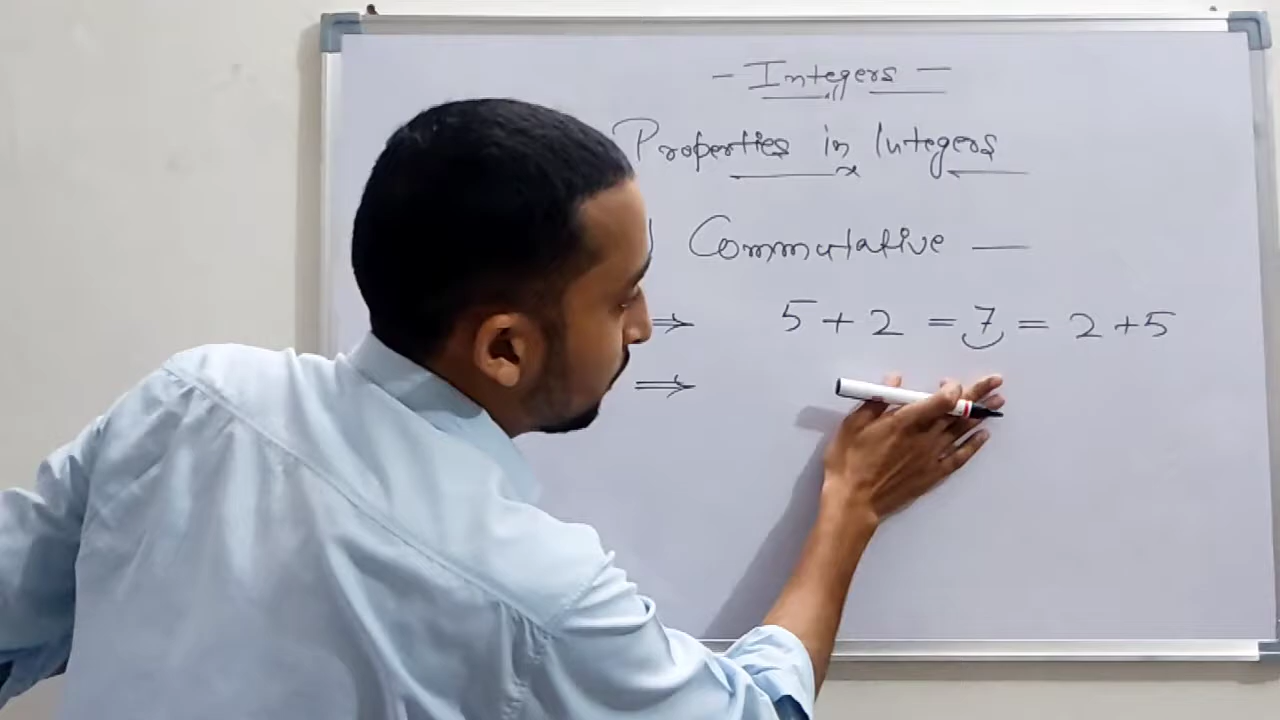 - Integers -
Properties in Integers
) Commutative —
⇒ 5 + 2 = 7 = 2 + 5
⇒